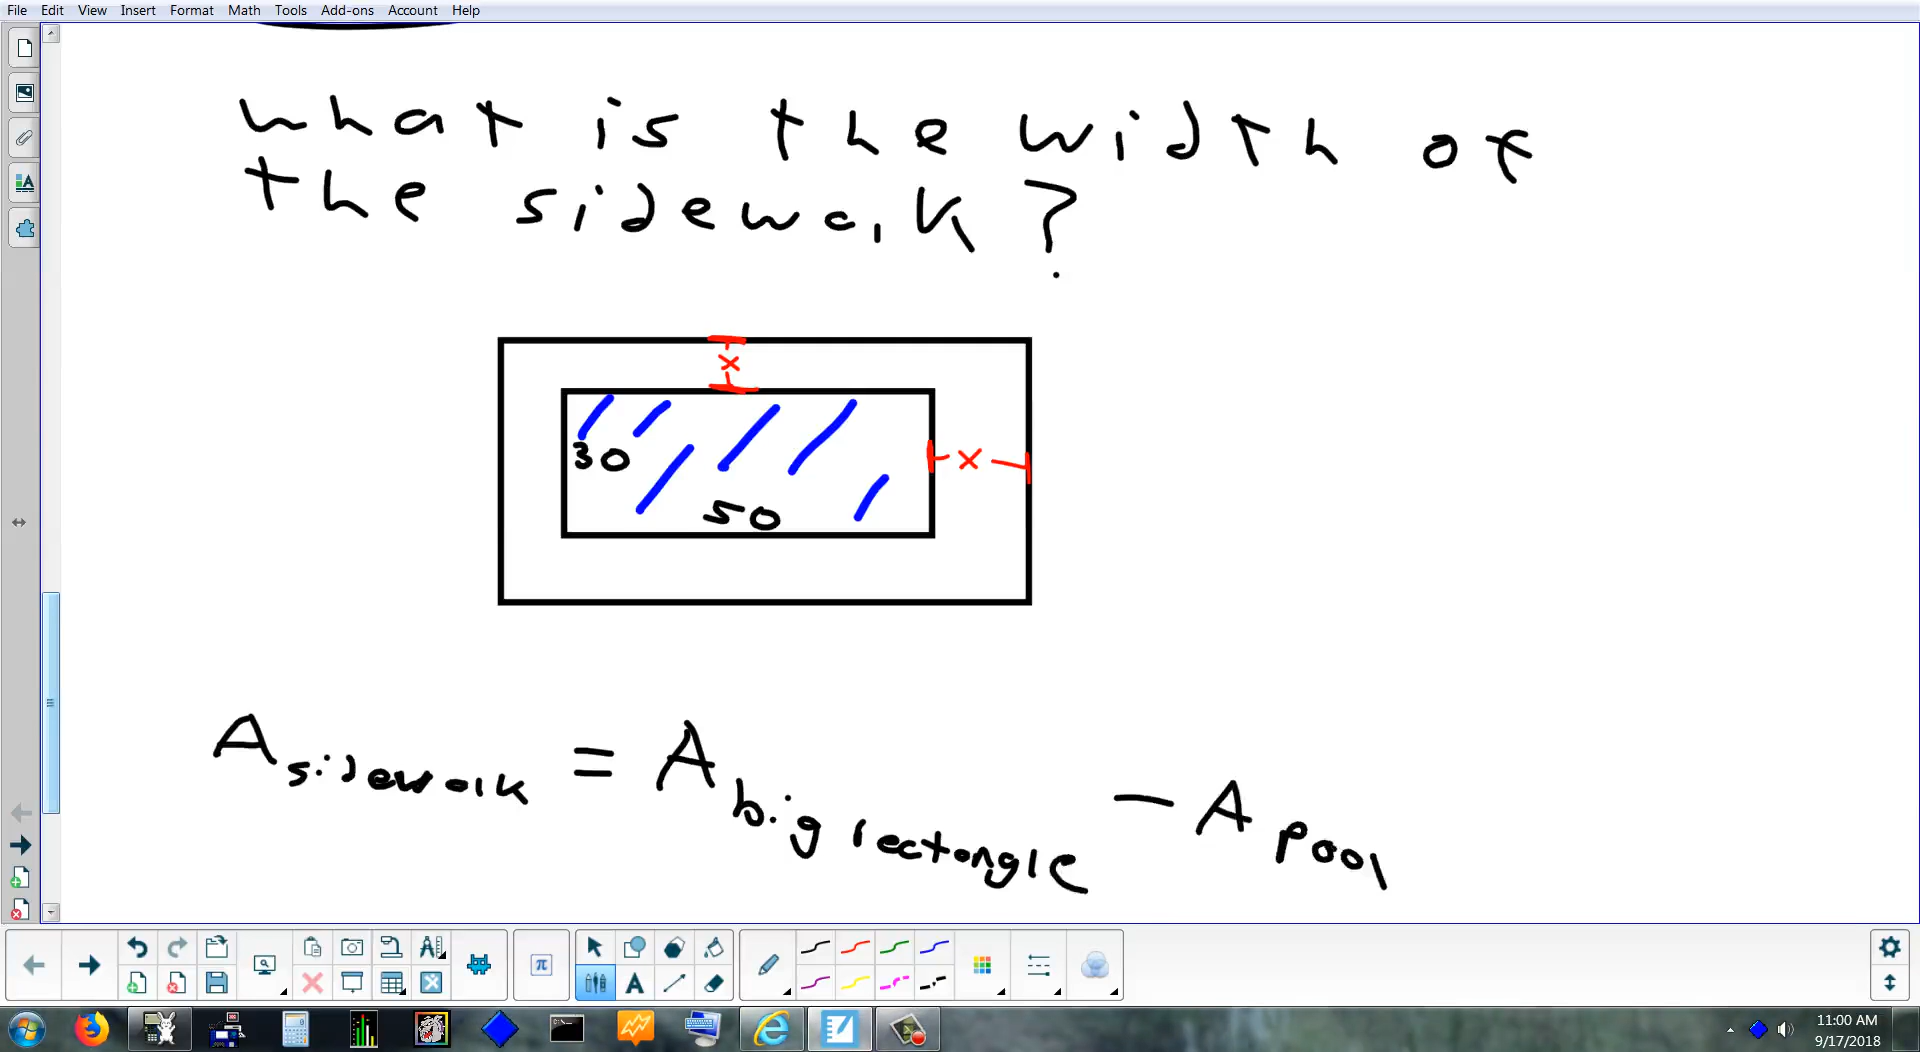 File Edit View Insert Format Math Tools Add-ons Account Help
what is the width of
the sidewalk?
x
30
x
50
A sidewalk = A big rectangle - A pool
π
A
11:00 AM
9/17/2018